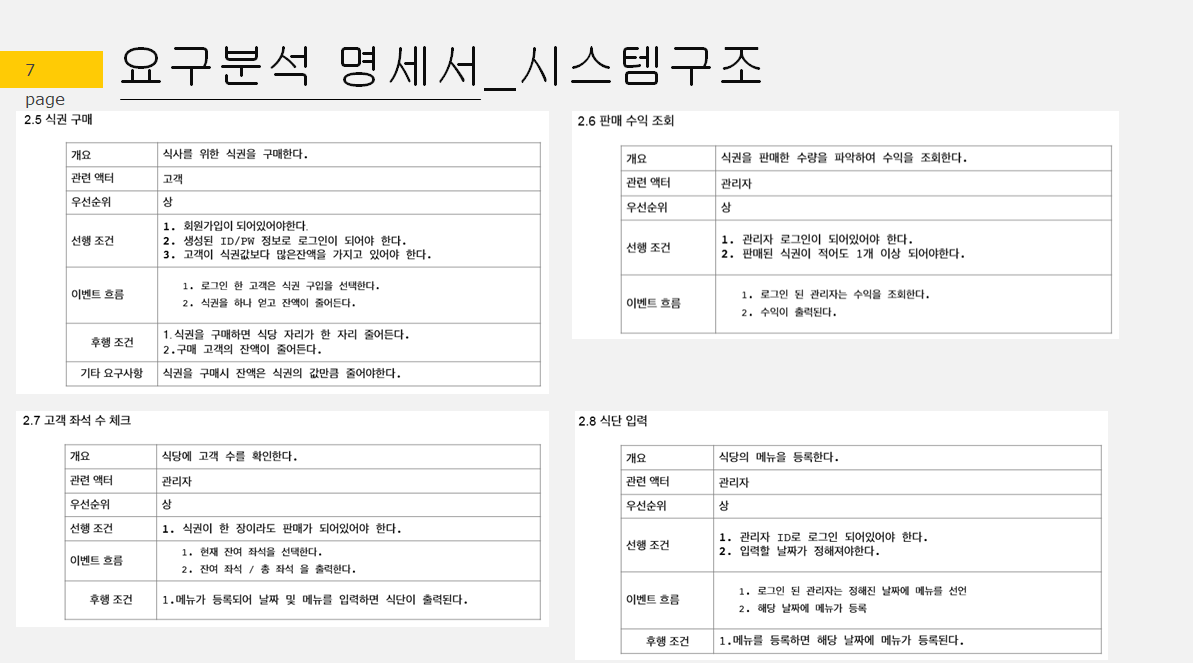 7
page
요구분석 명세서_시스템구조
2.5 식권 구매
개요 식사를 위한 식권을 구매한다.
관련 액터 고객
우선순위 상
선행 조건
1. 회원가입이 되어있어야한다.
2. 생성된 ID/PW 정보로 로그인이 되어야 한다.
3. 고객이 식권값보다 많은잔액을 가지고 있어야 한다.
이벤트 흐름
1. 로그인 한 고객은 식권 구입을 선택한다.
2. 식권을 하나 얻고 잔액이 줄어든다.
후행 조건
1.식권을 구매하면 식당 자리가 한 자리 줄어든다.
2.구매 고객의 잔액이 줄어든다.
기타 요구사항 식권을 구매시 잔액은 식권의 값만큼 줄어야한다.
2.6 판매 수익 조회
개요 식권을 판매한 수량을 파악하여 수익을 조회한다.
관련 액터 관리자
우선순위 상
선행 조건
1. 관리자 로그인이 되어있어야 한다.
2. 판매된 식권이 적어도 1개 이상 되어야한다.
이벤트 흐름
1. 로그인 된 관리자는 수익을 조회한다.
2. 수익이 출력된다.
2.7 고객 좌석 수 체크
개요 식당에 고객 수를 확인한다.
관련 액터 관리자
우선순위 상
선행 조건 1. 식권이 한 장이라도 판매가 되어있어야 한다.
이벤트 흐름
1. 현재 잔여 좌석을 선택한다.
2. 잔여 좌석 / 총 좌석 을 출력한다.
후행 조건 1.메뉴가 등록되어 날짜 및 메뉴를 입력하면 식단이 출력된다.
2.8 식단 입력
개요 식당의 메뉴을 등록한다.
관련 액터 관리자
우선순위 상
선행 조건
1. 관리자 ID로 로그인 되어있어야 한다.
2. 입력할 날짜가 정해져야한다.
이벤트 흐름
1. 로그인 된 관리자는 정해진 날짜에 메뉴를 선언
2. 해당 날짜에 메뉴가 등록
후행 조건 1.메뉴를 등록하면 해당 날짜에 메뉴가 등록된다.